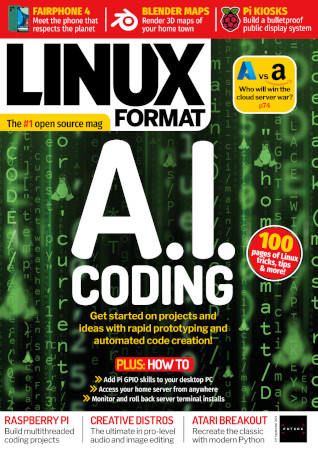 FAIRPHONE 4
Meet the phone that
respects the planet
BLENDER MAPS
Render 3D maps of
your home town
Pi KIOSKS
Build a bulletproof
public display system
LINUX
FORMAT
The #1 open source mag
A vs a
Who will win the
cloud server war?
p74
A.I.
CODING
100
pages of Linux
tricks, tips
& more!
Get started on projects and
ideas with rapid prototyping and
automated code creation!
PLUS: HOW TO
Add Pi GPIO skills to your desktop PC
Access your home server from anywhere
Monitor and roll back server terminal installs
RASPBERRY PI
Build multithreaded
coding projects
CREATIVE DISTROS
The ultimate in pro-level
audio and image editing
ATARI BREAKOUT
Recreate the classic
with modern Python
FUTURE